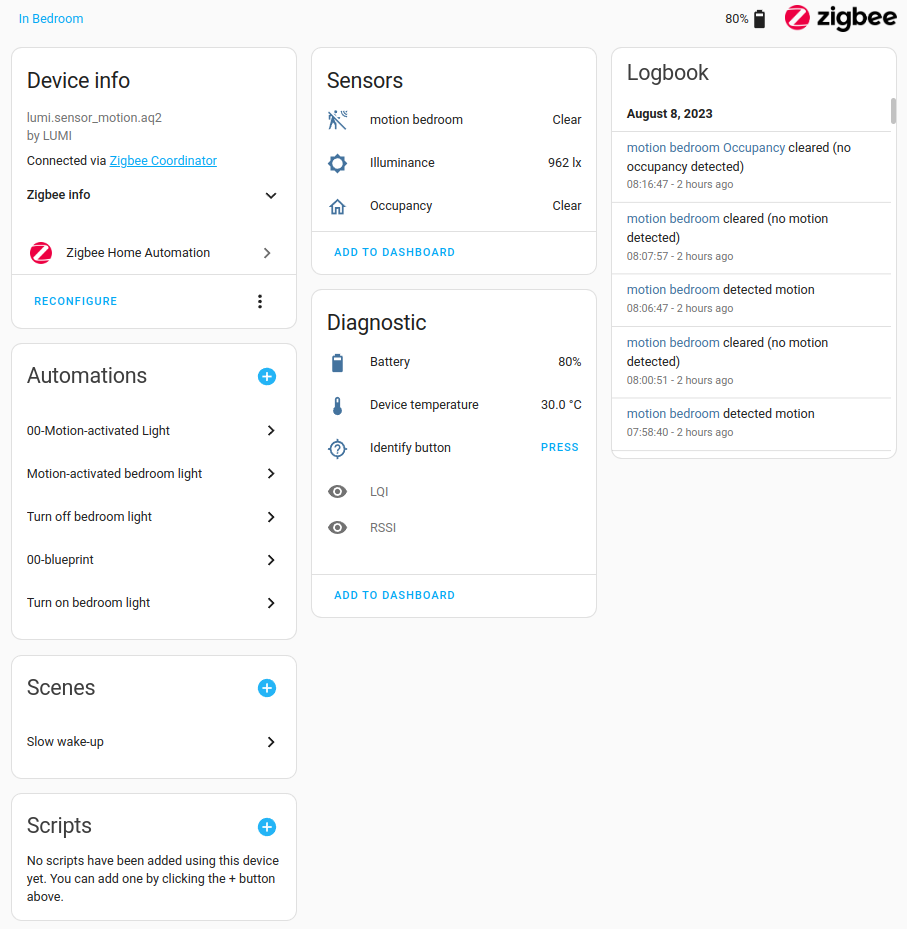 In Bedroom
80%
zigbee
Device info
lumi.sensor_motion.aq2
by LUMI
Connected via Zigbee Coordinator
Zigbee info
Zigbee Home Automation
RECONFIGURE
Automations
00-Motion-activated Light
Motion-activated bedroom light
Turn off bedroom light
00-blueprint
Turn on bedroom light
Scenes
Slow wake-up
Scripts
No scripts have been added using this device
yet. You can add one by clicking the + button
above.
Sensors
motion bedroom Clear
Illuminance 962 lx
Occupancy Clear
ADD TO DASHBOARD
Diagnostic
Battery 80%
Device temperature 30.0 °C
Identify button PRESS
LQI
RSSI
ADD TO DASHBOARD
Logbook
August 8, 2023
motion bedroom Occupancy cleared (no
occupancy detected)
08:16:47 - 2 hours ago
motion bedroom cleared (no motion
detected)
08:07:57 - 2 hours ago
motion bedroom detected motion
08:06:47 - 2 hours ago
motion bedroom cleared (no motion
detected)
08:00:51 - 2 hours ago
motion bedroom detected motion
07:58:40 - 2 hours ago